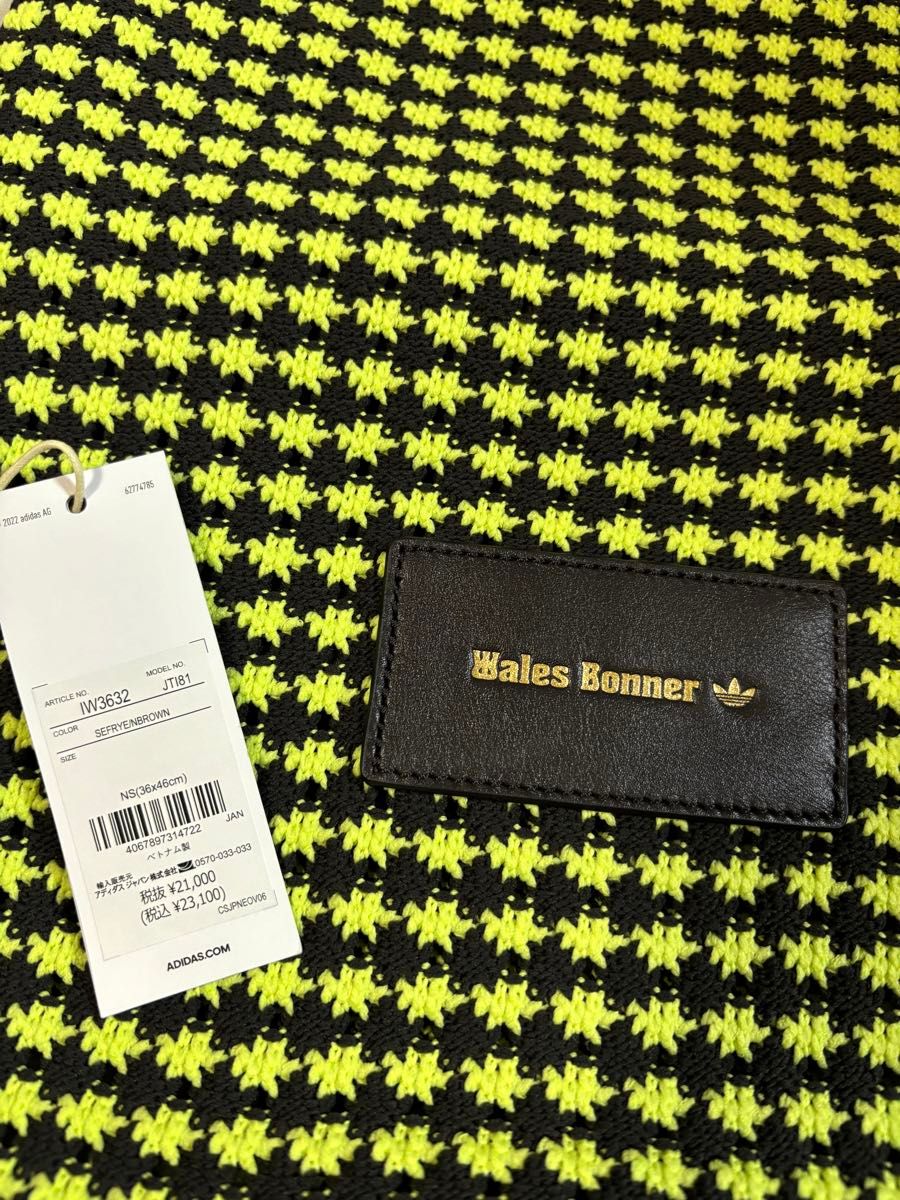 62774785
2022 adidas AG
ARTICLE NO.
MODEL NO.
IW3632
JTI81
COLOR
SEFRYE/NBROWN
SIZE
NS(36x46cm)
4067897314722
JAN
ベトナム製
輸入販売元
アディダス ジャパン株式会社 0570-033-033
税抜 ¥21,000
(税込 ¥23,100)
CSJPNEOV06
ADIDAS.COM
Wales Bonner